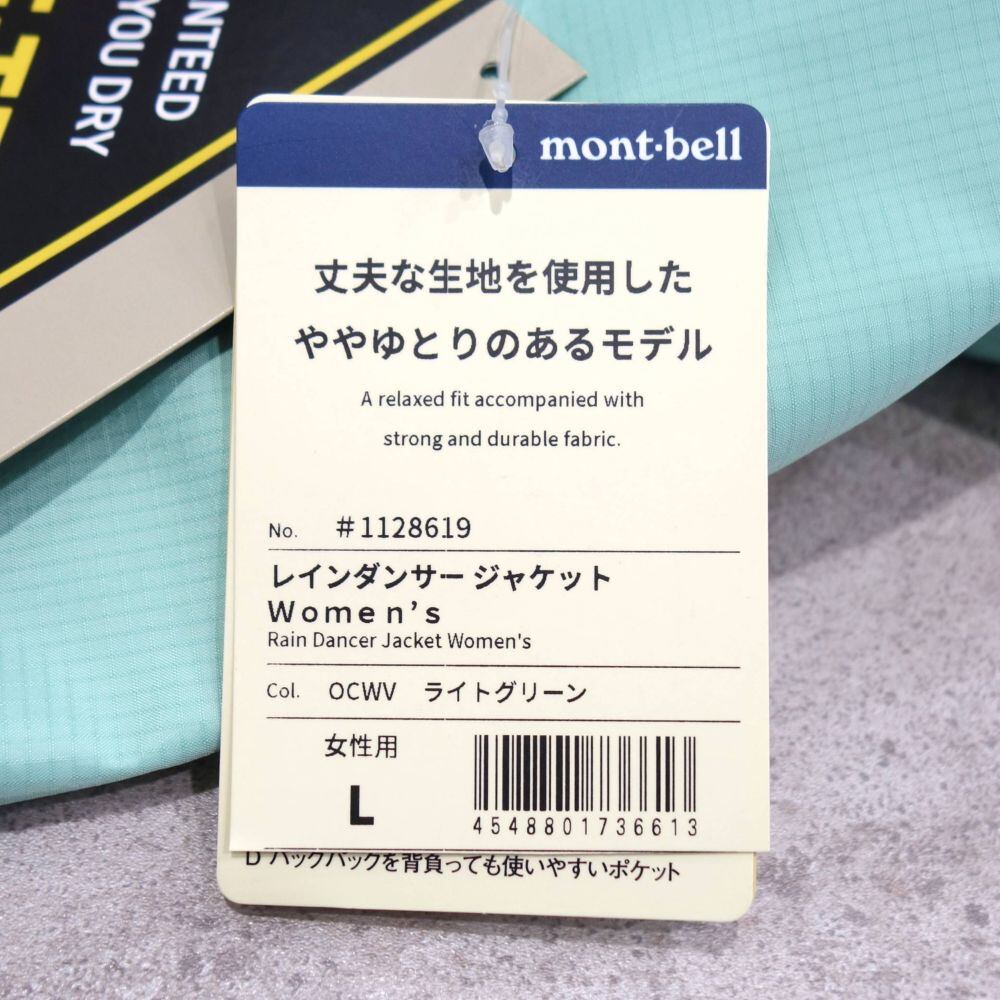 NTEED
YOU DRY
mont·bell
丈夫な生地を使用した
ややゆとりのあるモデル
A relaxed fit accompanied with
strong and durable fabric.
No. #1128619
レインダンサー ジャケット
Women's
Rain Dancer Jacket Women's
Col. OCWV ライトグリーン
女性用
L
4548801736613
D バックパックを背負っても使いやすいポケット